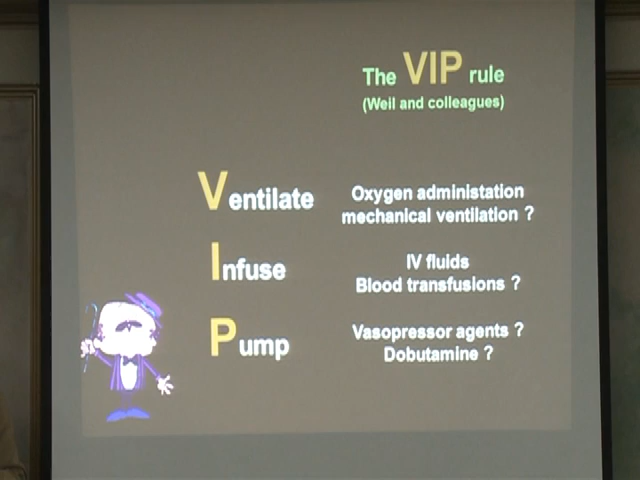 The VIP rule
(Weil and colleagues)
Ventilate
Oxygen administation
mechanical ventilation ?
Infuse
IV fluids
Blood transfusions ?
Pump
Vasopressor agents ?
Dobutamine ?